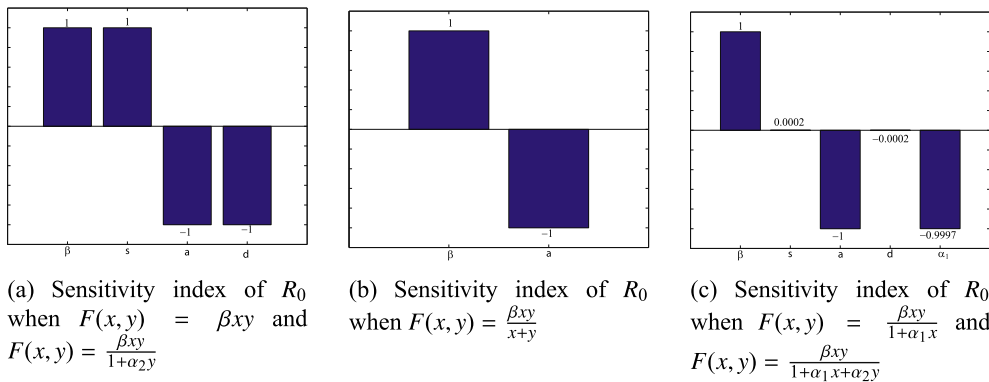 1 1
−1 −1
β s a d
1
−1
β a
1
0.0002
−0.0002
−1 −0.9997
β s a d α₁
(a) Sensitivity index of R₀
when F(x, y) = βxy and
F(x, y) = βxy/(1+α₂y)
(b) Sensitivity index of R₀
when F(x, y) = βxy/(x+y)
(c) Sensitivity index of R₀
when F(x, y) = βxy/(1+α₁x) and
F(x, y) = βxy/(1+α₁x+α₂y)